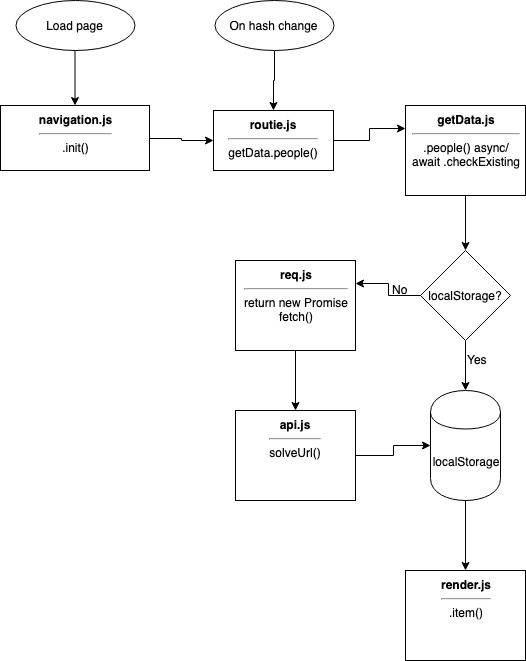 Load page
On hash change
navigation.js
.init()
routie.js
getData.people()
getData.js
.people() async/
await .checkExisting
localStorage?
No
Yes
req.js
return new Promise
fetch()
api.js
solveUrl()
localStorage
render.js
.item()